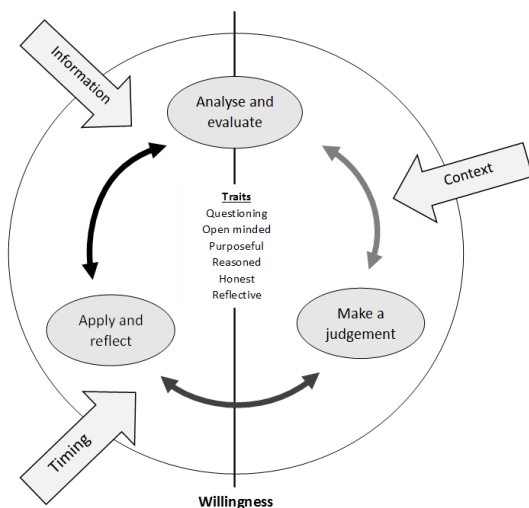 Information
Analyse and
evaluate
Context
Traits
Questioning
Open minded
Purposeful
Reasoned
Honest
Reflective
Apply and
reflect
Make a
judgement
Timing
Willingness